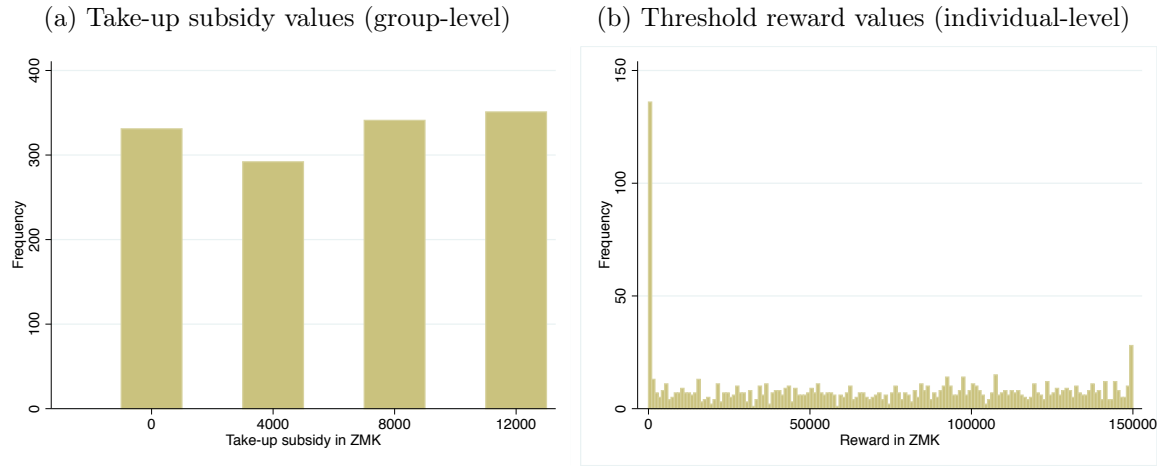 (a) Take-up subsidy values (group-level)
400
300
200
100
0
Frequency
0 4000 8000 12000
Take-up subsidy in ZMK
(b) Threshold reward values (individual-level)
150
100
50
0
Frequency
0 50000 100000 150000
Reward in ZMK